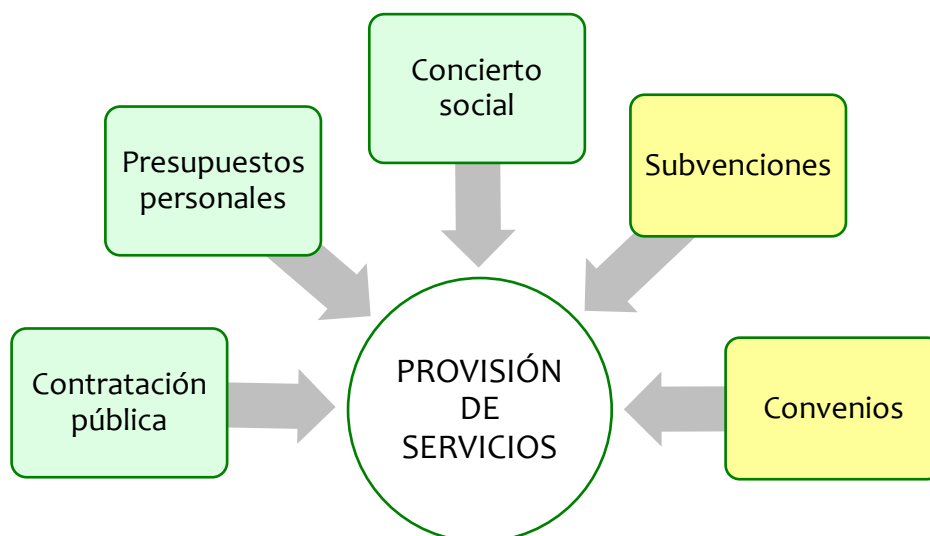 Concierto
social
Presupuestos
personales
Subvenciones
Contratación
pública
PROVISIÓN
DE
SERVICIOS
Convenios